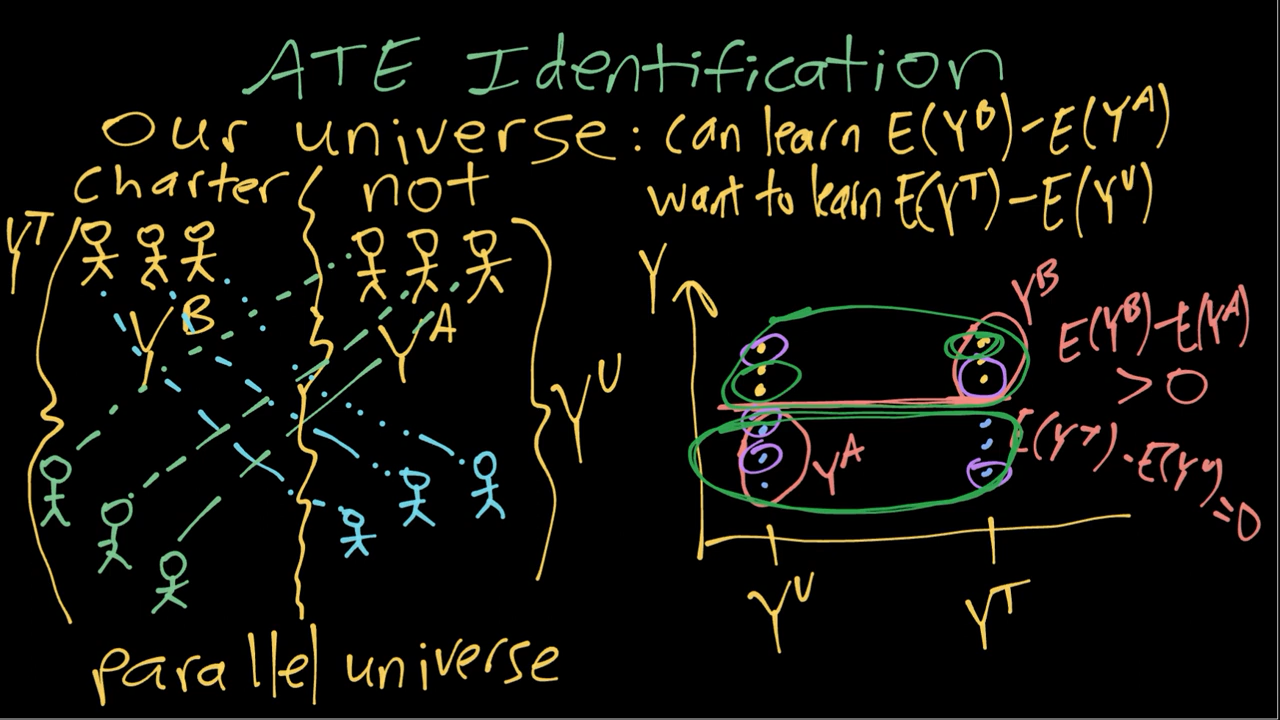 ATE Identification
Our universe: can learn E(Y^B)-E(Y^A)
charter not
want to learn E(Y^T)-E(Y^U)
Y^T
Y^B
Y^A
Y^U
Y
Y^B
E(Y^B)-E(Y^A)
> 0
Y^A
E(Y^T)-E(Y^U)
=0
Y^U
Y^T
parallel universe